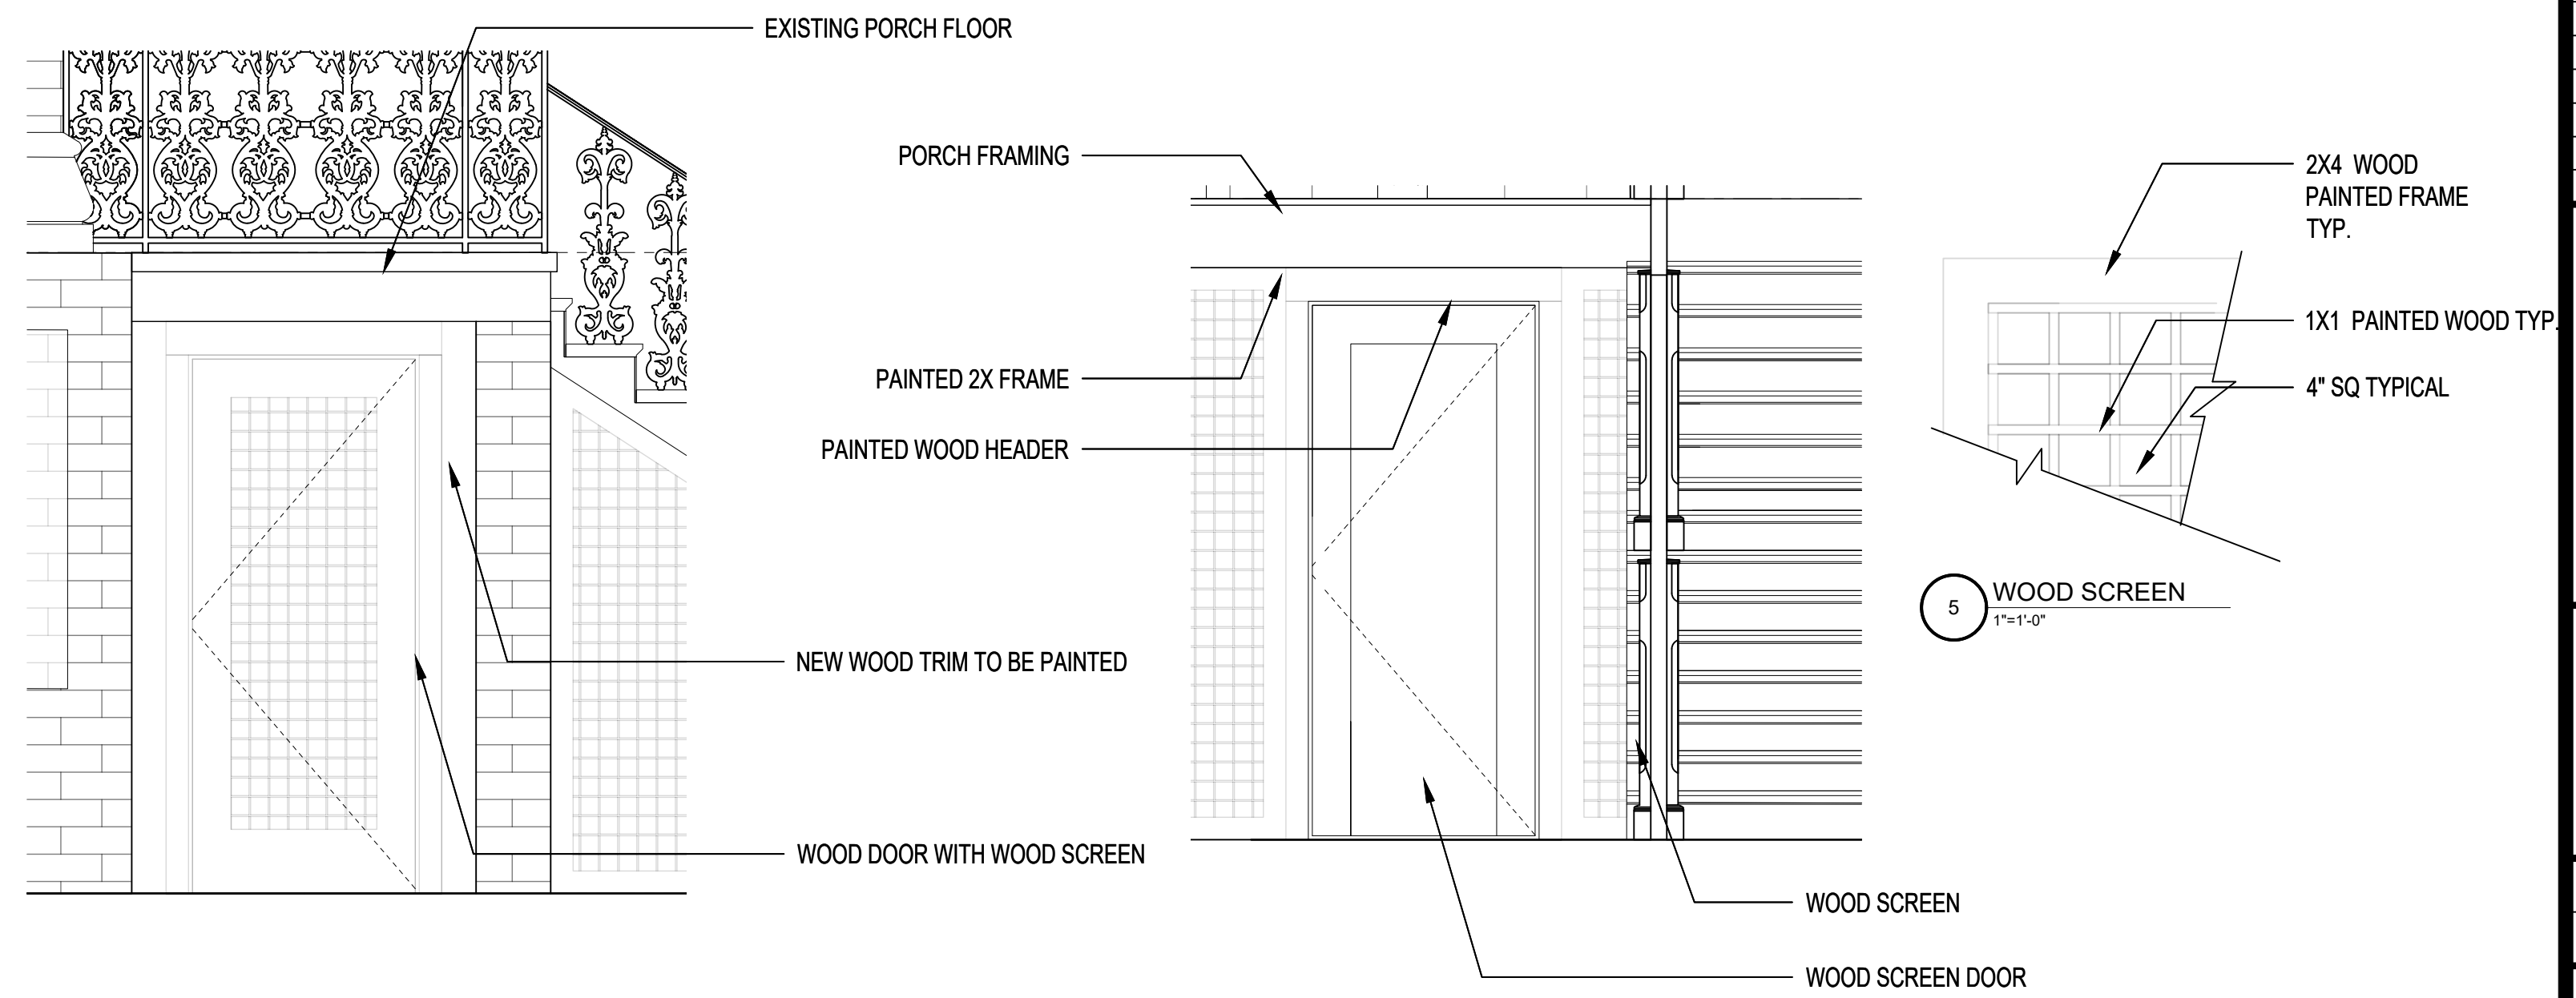 EXISTING PORCH FLOOR
PORCH FRAMING
PAINTED 2X FRAME
PAINTED WOOD HEADER
NEW WOOD TRIM TO BE PAINTED
WOOD DOOR WITH WOOD SCREEN
WOOD SCREEN
WOOD SCREEN DOOR
2X4 WOOD
PAINTED FRAME
TYP.
1X1 PAINTED WOOD TYP.
4" SQ TYPICAL
5
WOOD SCREEN
1"=1'-0"